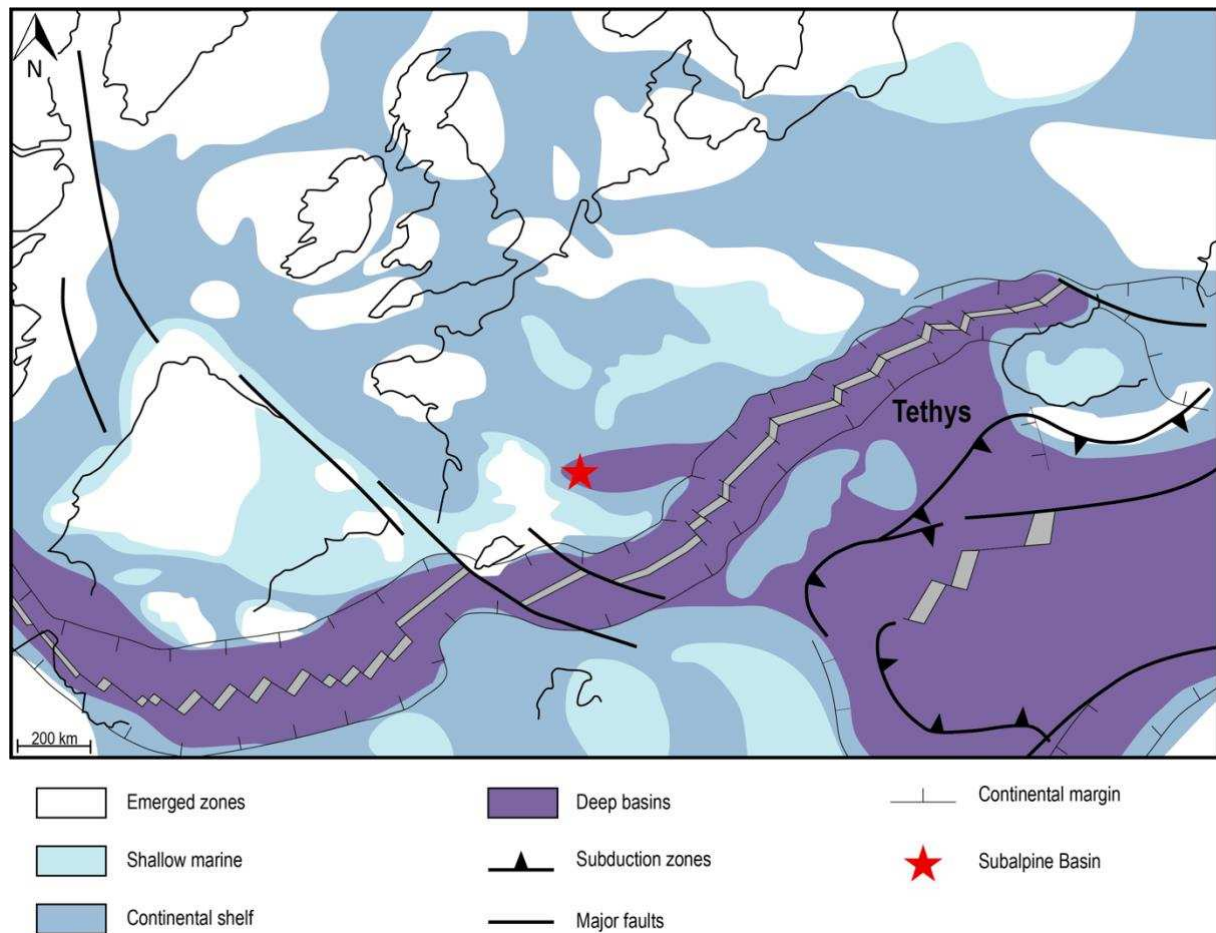 N
Tethys
200 km
Emerged zones
Deep basins
Continental margin
Shallow marine
Subduction zones
Subalpine Basin
Continental shelf
Major faults